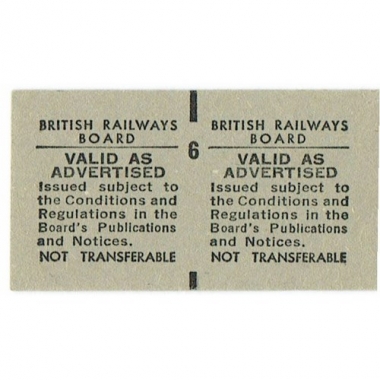 BRITISH RAILWAYS
BOARD
VALID AS
ADVERTISED
Issued subject to
the Conditions and
Regulations in the
Board's Publications
and Notices.
NOT TRANSFERABLE
6
BRITISH RAILWAYS
BOARD
VALID AS
ADVERTISED
Issued subject to
the Conditions and
Regulations in the
Board's Publications
and Notices.
NOT TRANSFERABLE